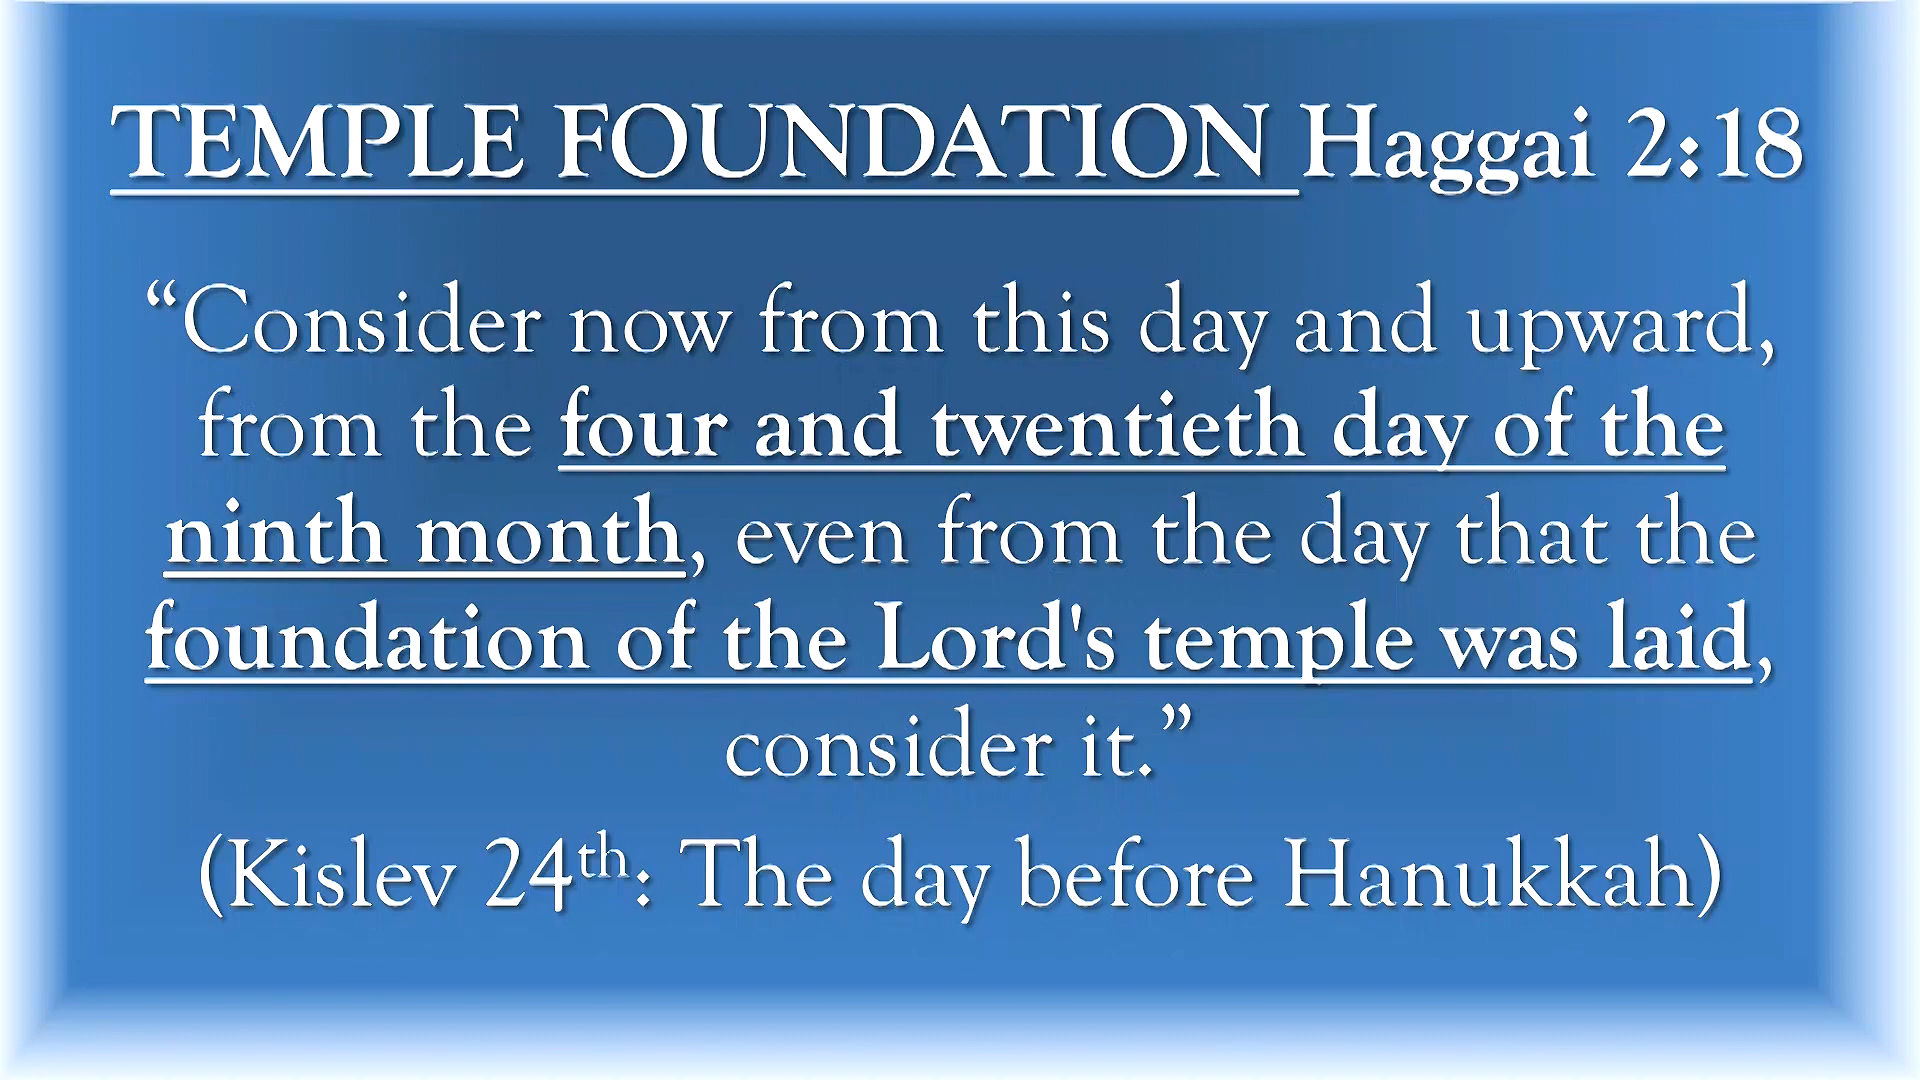 TEMPLE FOUNDATION Haggai 2:18
“Consider now from this day and upward,
from the four and twentieth day of the
ninth month, even from the day that the
foundation of the Lord's temple was laid,
consider it.”
(Kislev 24th: The day before Hanukkah)